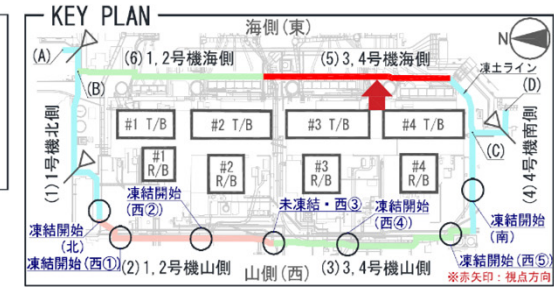 KEY PLAN
海側(東)
N
(A)
(6) 1, 2号機海側
(5) 3, 4号機海側
凍土ライン
(B)
(D)
#1 T/B
#2 T/B
#3 T/B
#4 T/B
(C)
(1) 1号機北側
#1
R/B
#2
R/B
#3
R/B
#4
R/B
(4) 4号機南側
凍結開始
(西②)
未凍結・西③
凍結開始
(北)
凍結開始
(西④)
凍結開始
(南)
凍結開始(西①)
(2) 1, 2号機山側
山側(西)
(3) 3, 4号機山側
凍結開始(西⑤)
※赤矢印：視点方向